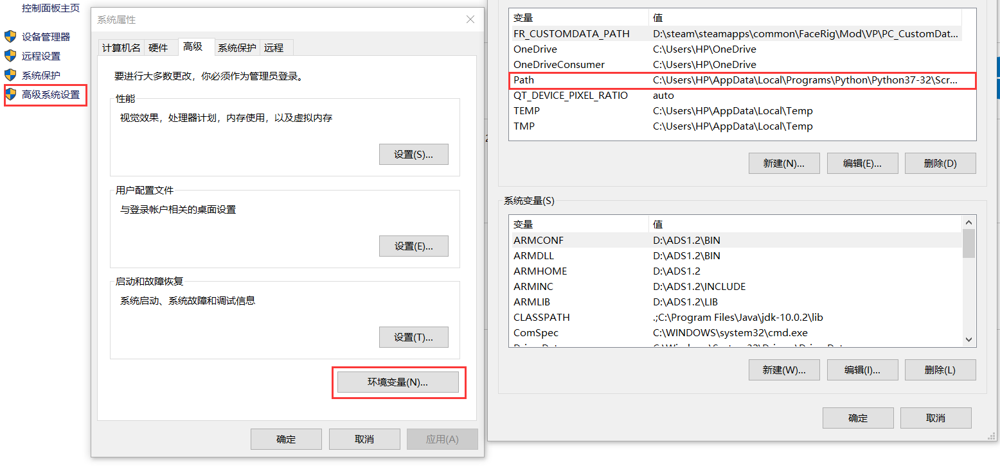 控制面板主页
设备管理器
远程设置
系统保护
高级系统设置
系统属性
计算机名 硬件 高级 系统保护 远程
要进行大多数更改，你必须作为管理员登录。
性能
视觉效果，处理器计划，内存使用，以及虚拟内存
设置(S)...
用户配置文件
与登录帐户相关的桌面设置
设置(E)...
启动和故障恢复
系统启动、系统故障和调试信息
设置(T)...
环境变量(N)...
确定 取消 应用(A)
变量 值
FR_CUSTOMDATA_PATH D:\steam\steamapps\common\FaceRig\Mod\VP\PC_CustomDat...
OneDrive C:\Users\HP\OneDrive
OneDriveConsumer C:\Users\HP\OneDrive
Path C:\Users\HP\AppData\Local\Programs\Python\Python37-32\Scr...
QT_DEVICE_PIXEL_RATIO auto
TEMP C:\Users\HP\AppData\Local\Temp
TMP C:\Users\HP\AppData\Local\Temp
新建(N)... 编辑(E)... 删除(D)
系统变量(S)
变量 值
ARMCONF D:\ADS1.2\BIN
ARMDLL D:\ADS1.2\BIN
ARMHOME D:\ADS1.2
ARMINC D:\ADS1.2\INCLUDE
ARMLIB D:\ADS1.2\LIB
CLASSPATH .;C:\Program Files\Java\jdk-10.0.2\lib
ComSpec C:\WINDOWS\system32\cmd.exe
新建(W)... 编辑(I)... 删除(L)
确定 取消